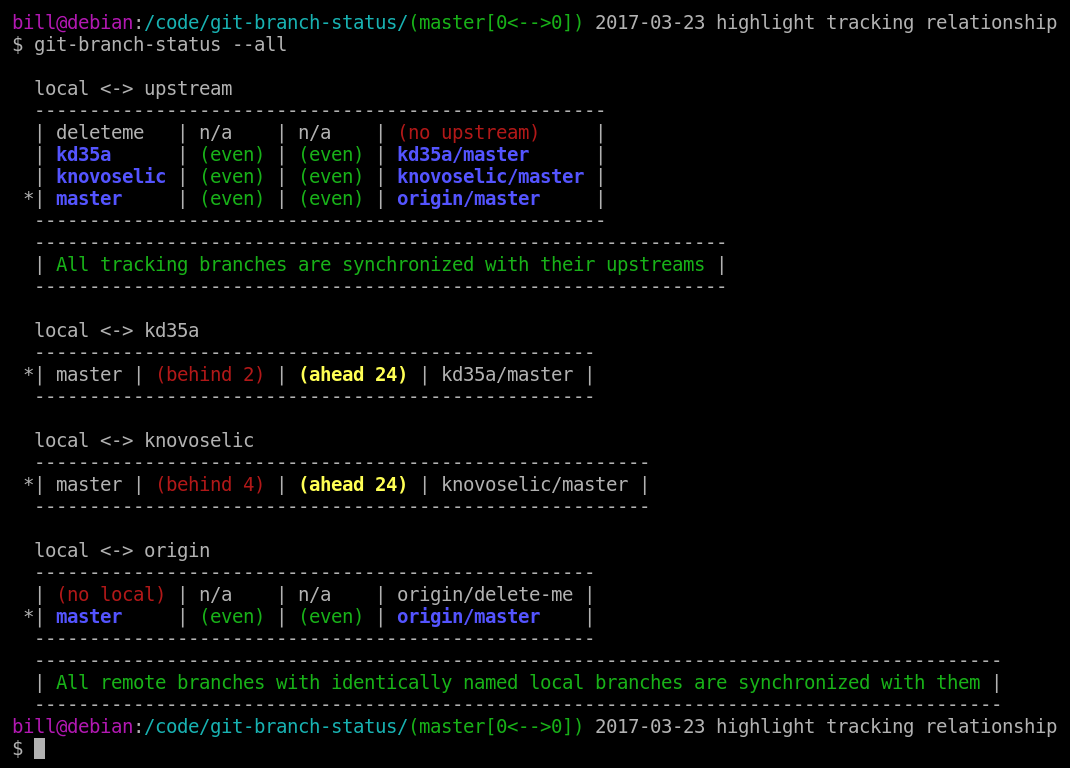 bill@debian:/code/git-branch-status/(master[0<-->0]) 2017-03-23 highlight tracking relationship
$ git-branch-status --all

  local <-> upstream
  ----------------------------------------------------
  | deleteme   | n/a    | n/a    | (no upstream)     |
  | kd35a      | (even) | (even) | kd35a/master      |
  | knovoselic | (even) | (even) | knovoselic/master |
 *| master     | (even) | (even) | origin/master     |
  ----------------------------------------------------
  ---------------------------------------------------------------
  | All tracking branches are synchronized with their upstreams |
  ---------------------------------------------------------------

  local <-> kd35a
  ---------------------------------------------------
 *| master | (behind 2) | (ahead 24) | kd35a/master |
  ---------------------------------------------------

  local <-> knovoselic
  --------------------------------------------------------
 *| master | (behind 4) | (ahead 24) | knovoselic/master |
  --------------------------------------------------------

  local <-> origin
  ---------------------------------------------------
  | (no local) | n/a    | n/a    | origin/delete-me |
 *| master     | (even) | (even) | origin/master    |
  ---------------------------------------------------
  ----------------------------------------------------------------------------------------
  | All remote branches with identically named local branches are synchronized with them |
  ----------------------------------------------------------------------------------------
bill@debian:/code/git-branch-status/(master[0<-->0]) 2017-03-23 highlight tracking relationship
$